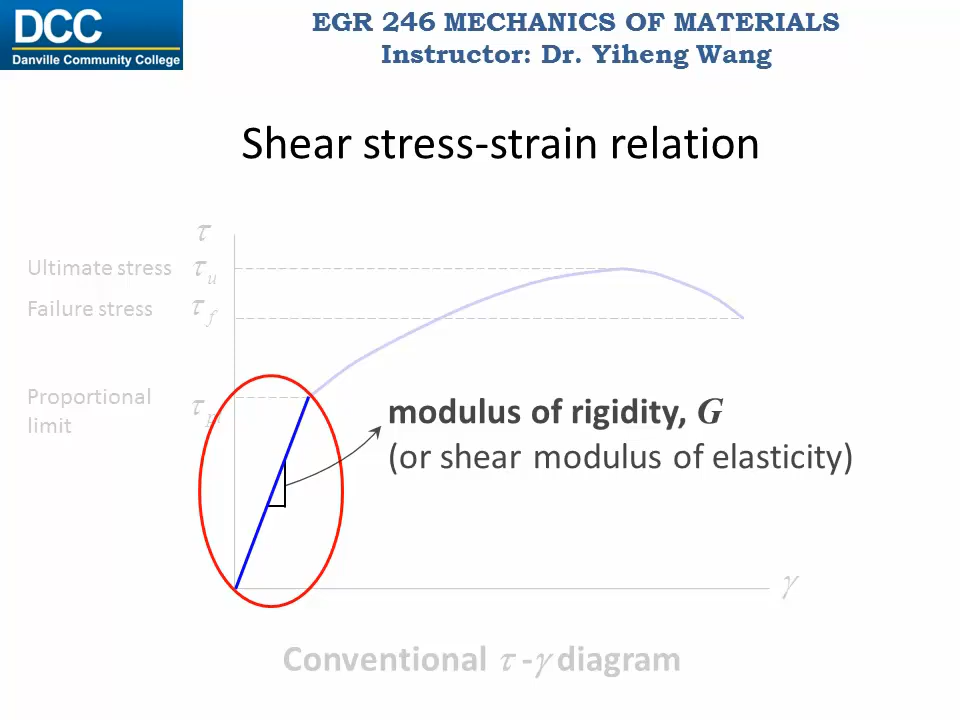 DCC
Danville Community College
EGR 246 MECHANICS OF MATERIALS
Instructor: Dr. Yiheng Wang
Shear stress-strain relation
τ
Ultimate stress τu
Failure stress τf
Proportional
limit
τpl
modulus of rigidity, G
(or shear modulus of elasticity)
γ
Conventional τ -γ diagram